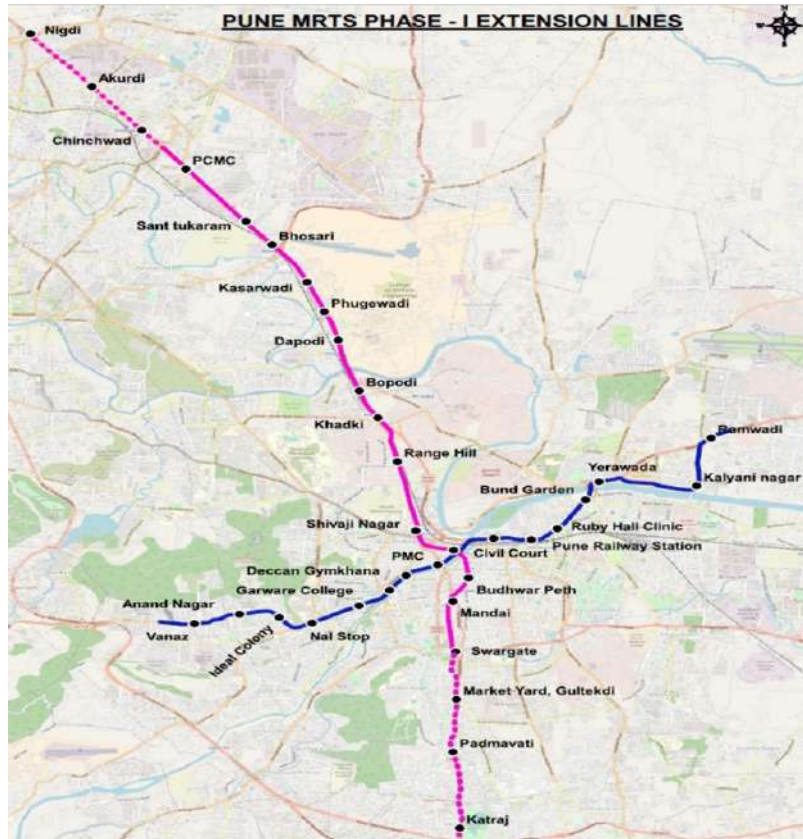 PUNE MRTS PHASE - I EXTENSION LINES
N
W
E
S
Nigdi
Akurdi
Chinchwad
PCMC
Sant tukaram
Bhosari
Kasarwadi
Phugewadi
Dapodi
Bopodi
Khadki
Range Hill
Ramwadi
Yerawada
Kalyani nagar
Bund Garden
Shivaji Nagar
Ruby Hall Clinic
PMC
Civil Court
Pune Railway Station
Deccan Gymkhana
Garware College
Budhwar Peth
Anand Nagar
Mandai
Vanaz
Ideal Colony
Nal Stop
Swargate
Market Yard, Gultekdi
Padmavati
Katraj